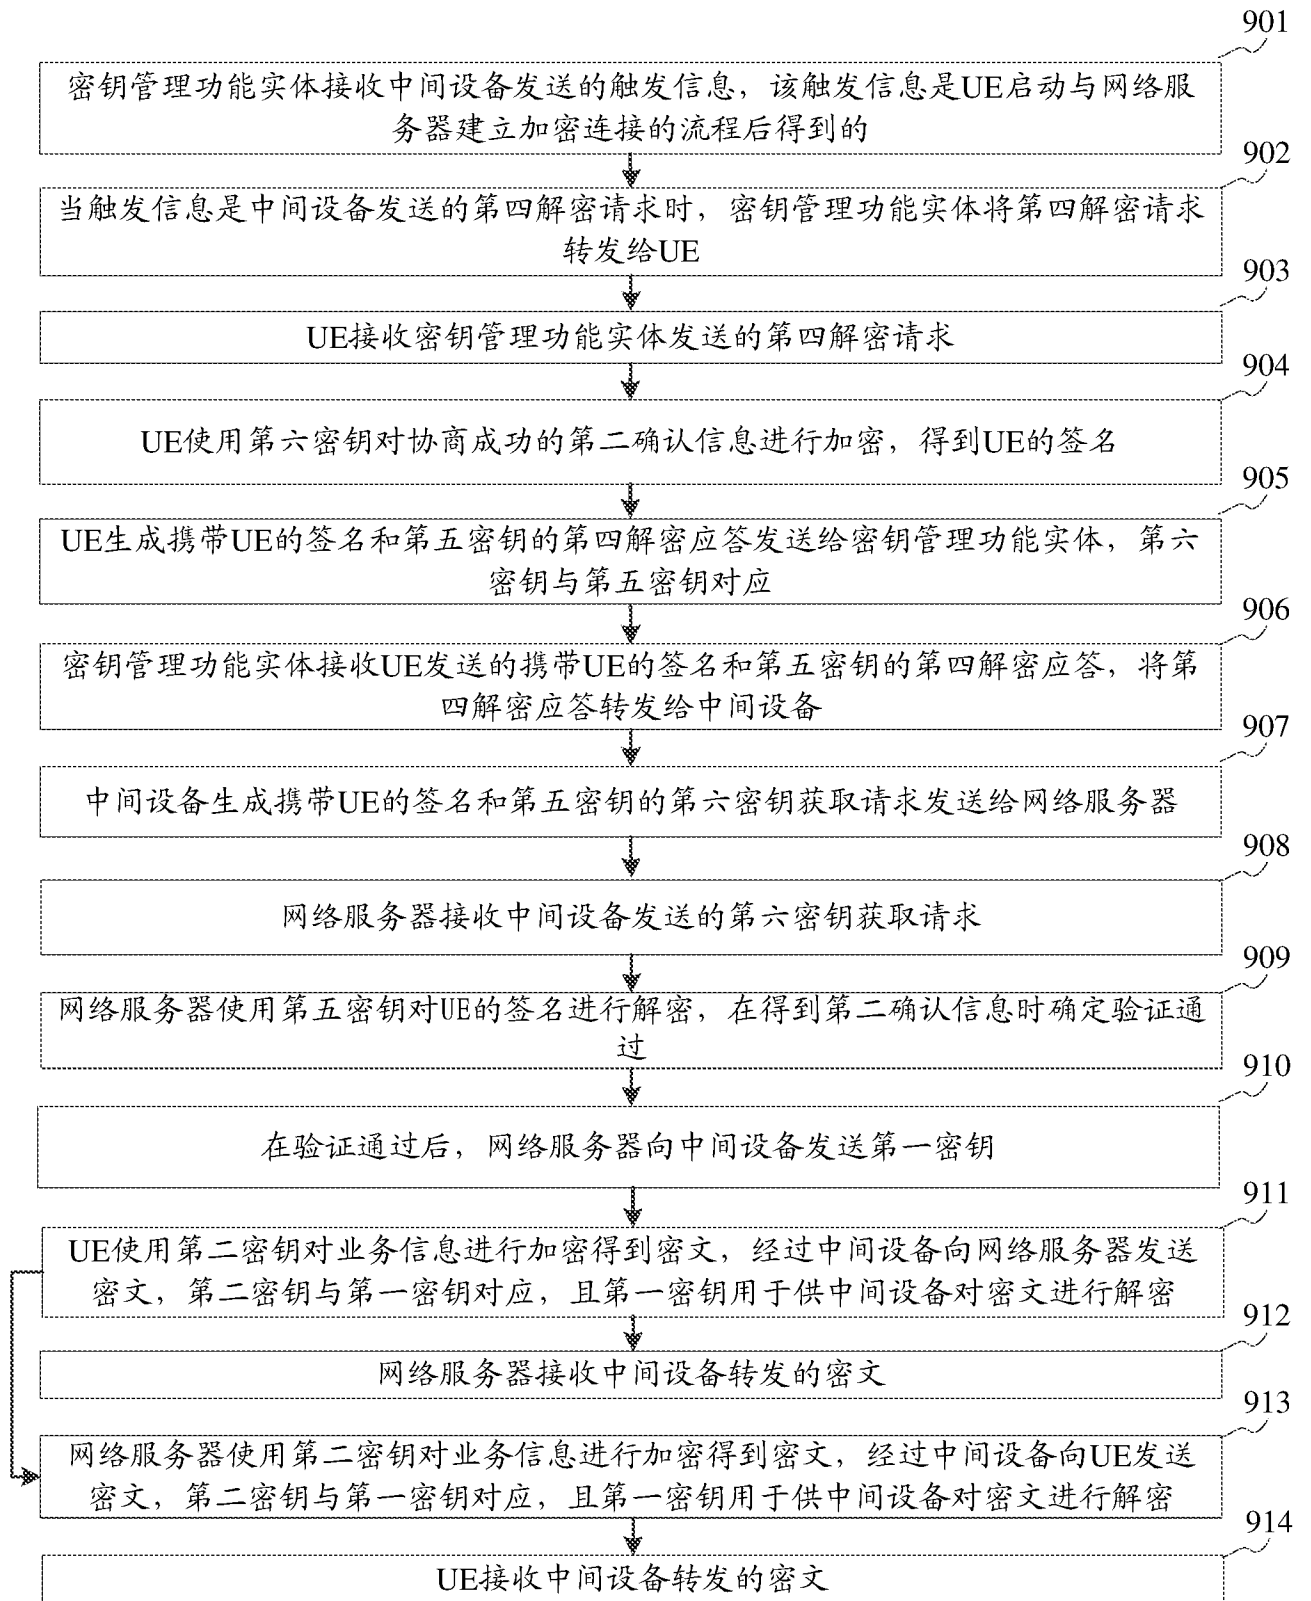 901
密钥管理功能实体接收中间设备发送的触发信息，该触发信息是UE启动与网络服
务器建立加密连接的流程后得到的
902
当触发信息是中间设备发送的第四解密请求时，密钥管理功能实体将第四解密请求
转发给UE
903
UE接收密钥管理功能实体发送的第四解密请求
904
UE使用第六密钥对协商成功的第二确认信息进行加密，得到UE的签名
905
UE生成携带UE的签名和第五密钥的第四解密应答发送给密钥管理功能实体，第六
密钥与第五密钥对应
906
密钥管理功能实体接收UE发送的携带UE的签名和第五密钥的第四解密应答，将第
四解密应答转发给中间设备
907
中间设备生成携带UE的签名和第五密钥的第六密钥获取请求发送给网络服务器
908
网络服务器接收中间设备发送的第六密钥获取请求
909
网络服务器使用第五密钥对UE的签名进行解密，在得到第二确认信息时确定验证通
过
910
在验证通过后，网络服务器向中间设备发送第一密钥
911
UE使用第二密钥对业务信息进行加密得到密文，经过中间设备向网络服务器发送
密文，第二密钥与第一密钥对应，且第一密钥用于供中间设备对密文进行解密
912
网络服务器接收中间设备转发的密文
913
网络服务器使用第二密钥对业务信息进行加密得到密文，经过中间设备向UE发送
密文，第二密钥与第一密钥对应，且第一密钥用于供中间设备对密文进行解密
914
UE接收中间设备转发的密文